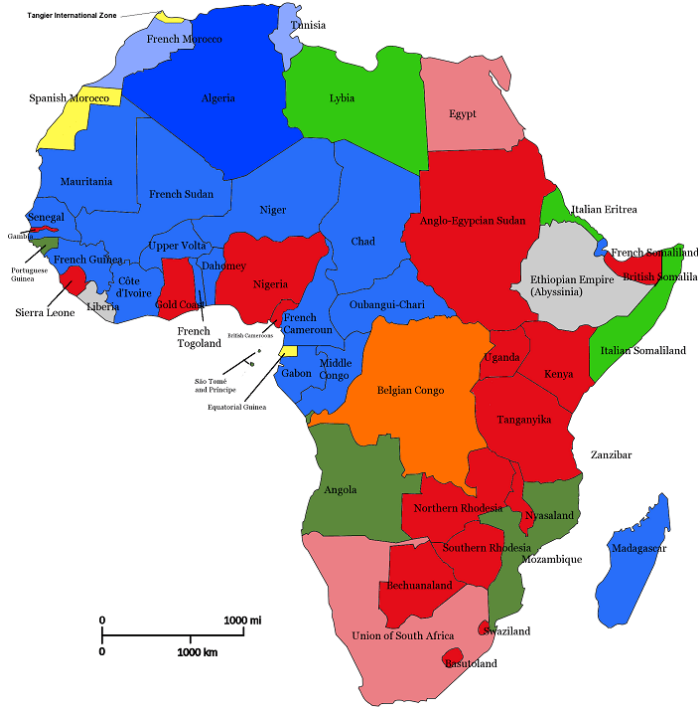 Tangier International Zone
Tunisia
French Morocco
Spanish Morocco
Algeria
Lybia
Egypt
Mauritania
French Sudan
Niger
Chad
Anglo-Egypcian Sudan
Italian Eritrea
Senegal
Gambia
Portuguese
Guinea
French Guinea
Upper Volta
Dahomey
Nigeria
French Somaliland
British Somalila
Ethiopian Empire
(Abyssinia)
Sierra Leone
Liberia
Côte
d'Ivoire
Gold Coast
French
Togoland
British Cameroons
French
Cameroun
Oubangui-Chari
Italian Somaliland
São Tomé
and Príncipe
Equatorial Guinea
Gabon
Middle
Congo
Belgian Congo
Uganda
Kenya
Tanganyika
Zanzibar
Angola
Northern Rhodesia
Nyasaland
Southern Rhodesia
Mozambique
Madagascar
Bechuanaland
Union of South Africa
Swaziland
Basutoland
0
1000 mi
0
1000 km